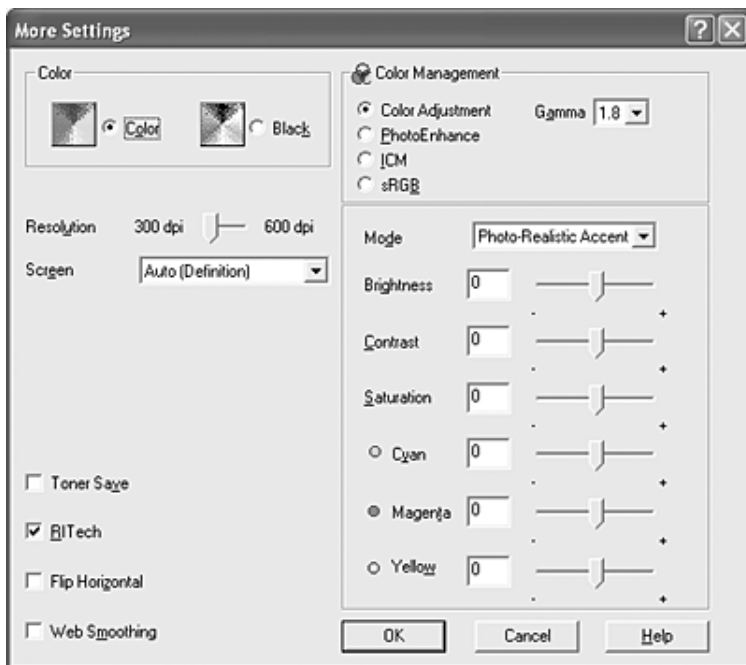 More Settings
Color
Color
Black
Resolution 300 dpi 600 dpi
Screen Auto (Definition)
Toner Save
RITech
Flip Horizontal
Web Smoothing
Color Management
Color Adjustment
PhotoEnhance
ICM
sRGB
Gamma 1.8
Mode Photo-Realistic Accent
Brightness 0
- +
Contrast 0
- +
Saturation 0
- +
Cyan 0
- +
Magenta 0
- +
Yellow 0
- +
OK Cancel Help